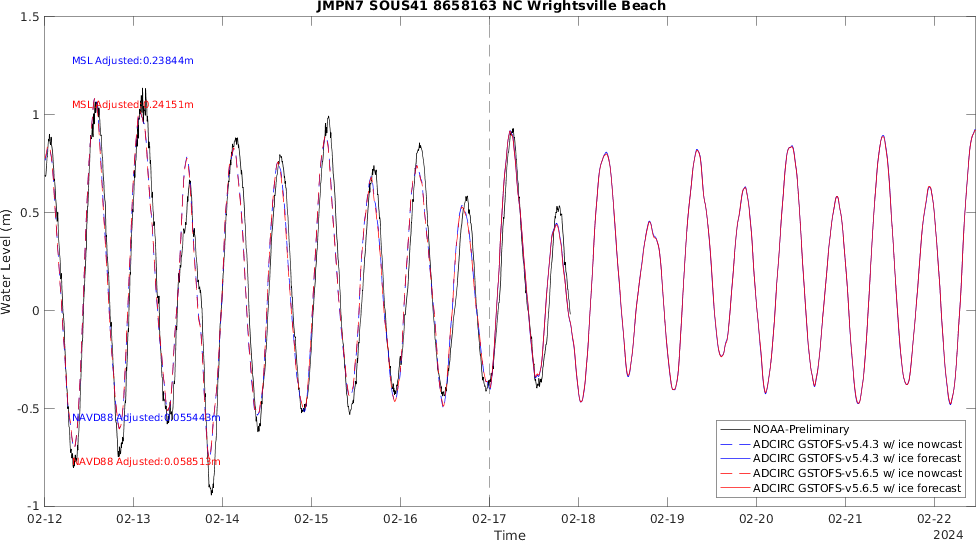 JMPN7 SOUS41 8658163 NC Wrightsville Beach
1.5
1
0.5
0
-0.5
-1
Water Level (m)
MSL Adjusted:0.23844m
MSL Adjusted:0.24151m
NAVD88 Adjusted:0.055443m
NAVD88 Adjusted:0.058513m
NOAA-Preliminary
ADCIRC GSTOFS-v5.4.3 w/ ice nowcast
ADCIRC GSTOFS-v5.4.3 w/ ice forecast
ADCIRC GSTOFS-v5.6.5 w/ ice nowcast
ADCIRC GSTOFS-v5.6.5 w/ ice forecast
02-12 02-13 02-14 02-15 02-16 02-17 02-18 02-19 02-20 02-21 02-22
Time
2024